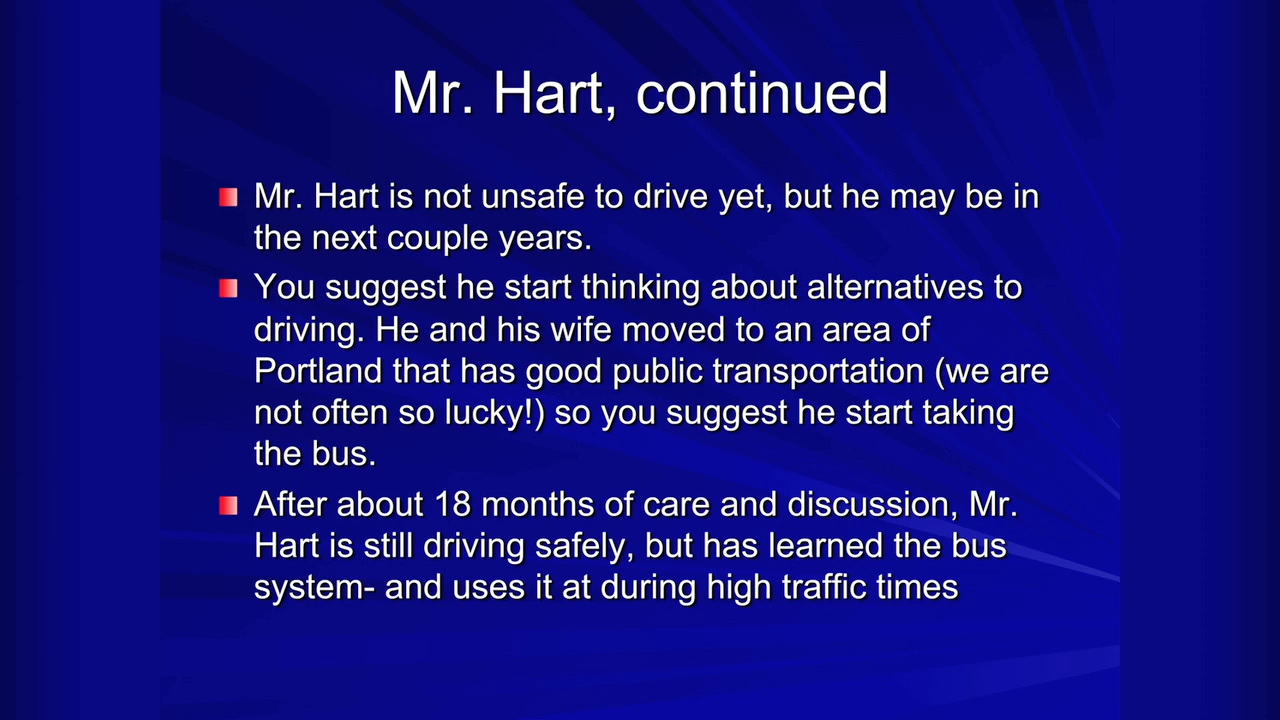 Mr. Hart, continued
Mr. Hart is not unsafe to drive yet, but he may be in
the next couple years.
You suggest he start thinking about alternatives to
driving. He and his wife moved to an area of
Portland that has good public transportation (we are
not often so lucky!) so you suggest he start taking
the bus.
After about 18 months of care and discussion, Mr.
Hart is still driving safely, but has learned the bus
system- and uses it at during high traffic times